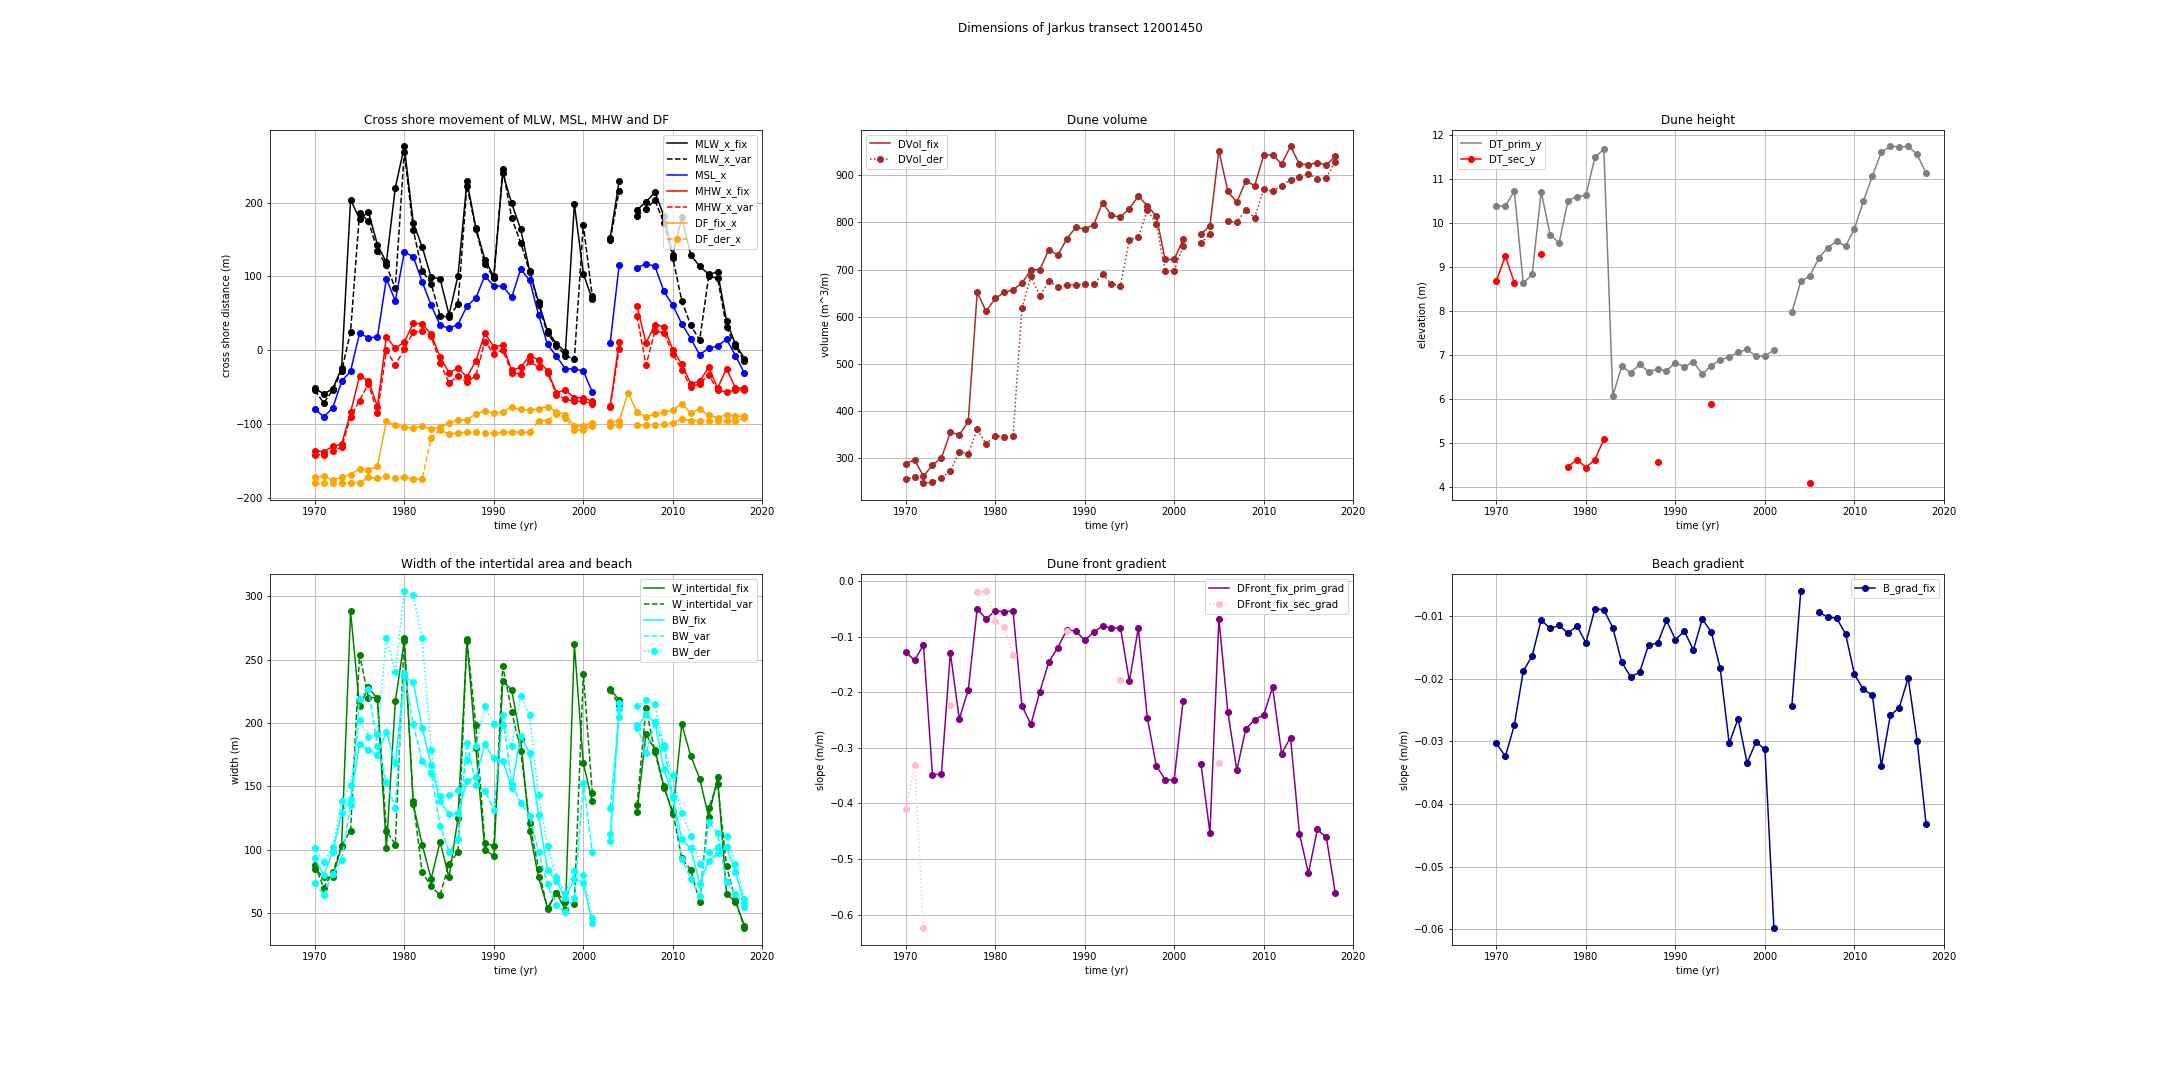 Dimensions of Jarkus transect 12001450
Cross shore movement of MLW, MSL, MHW and DF
cross shore distance (m)
200
100
0
−100
−200
1970
1980
1990
2000
2010
2020
time (yr)
MLW_x_fix
MLW_x_var
MSL_x
MHW_x_fix
MHW_x_var
DF_fix_x
DF_der_x
Dune volume
volume (m^3/m)
900
800
700
600
500
400
300
1970
1980
1990
2000
2010
2020
time (yr)
DVol_fix
DVol_der
Dune height
elevation (m)
12
11
10
9
8
7
6
5
4
1970
1980
1990
2000
2010
2020
time (yr)
DT_prim_y
DT_sec_y
Width of the intertidal area and beach
width (m)
300
250
200
150
100
50
1970
1980
1990
2000
2010
2020
time (yr)
W_intertidal_fix
W_intertidal_var
BW_fix
BW_var
BW_der
Dune front gradient
slope (m/m)
0.0
−0.1
−0.2
−0.3
−0.4
−0.5
−0.6
1970
1980
1990
2000
2010
2020
time (yr)
DFront_fix_prim_grad
DFront_fix_sec_grad
Beach gradient
slope (m/m)
−0.01
−0.02
−0.03
−0.04
−0.05
−0.06
1970
1980
1990
2000
2010
2020
time (yr)
B_grad_fix